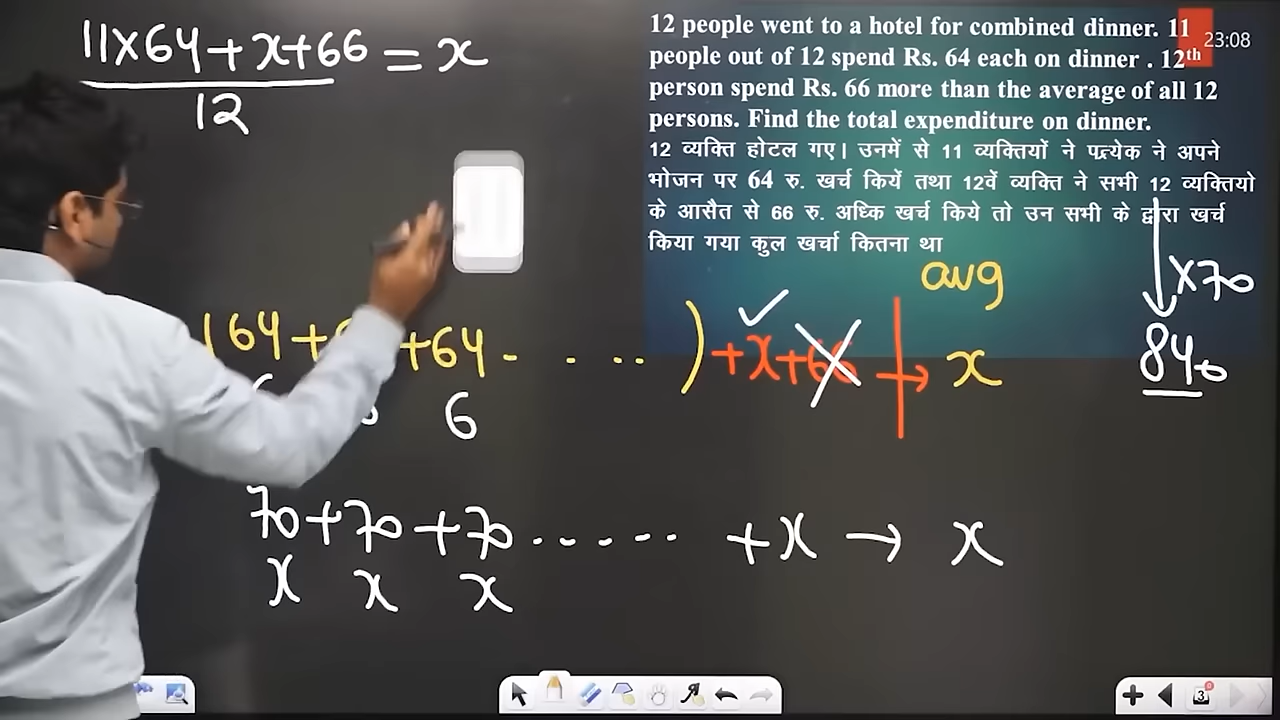 11x64+x+66 = x
12
12 people went to a hotel for combined dinner. 11
people out of 12 spend Rs. 64 each on dinner . 12th
person spend Rs. 66 more than the average of all 12
persons. Find the total expenditure on dinner.
23:08
12 व्यक्ति होटल गए। उनमें से 11 व्यक्तियों ने प्रत्येक ने अपने
भोजन पर 64 रु. खर्च कियें तथा 12वें व्यक्ति ने सभी 12 व्यक्तियो
के आसैत से 66 रु. अधिक खर्च किये तो उन सभी के द्वारा खर्च
किया गया कुल खर्चा कितना था
avg
x70
840
(64+ +64- . . . . ) +x+66 → x
6
70+70+70...... +x → x
x x x
3